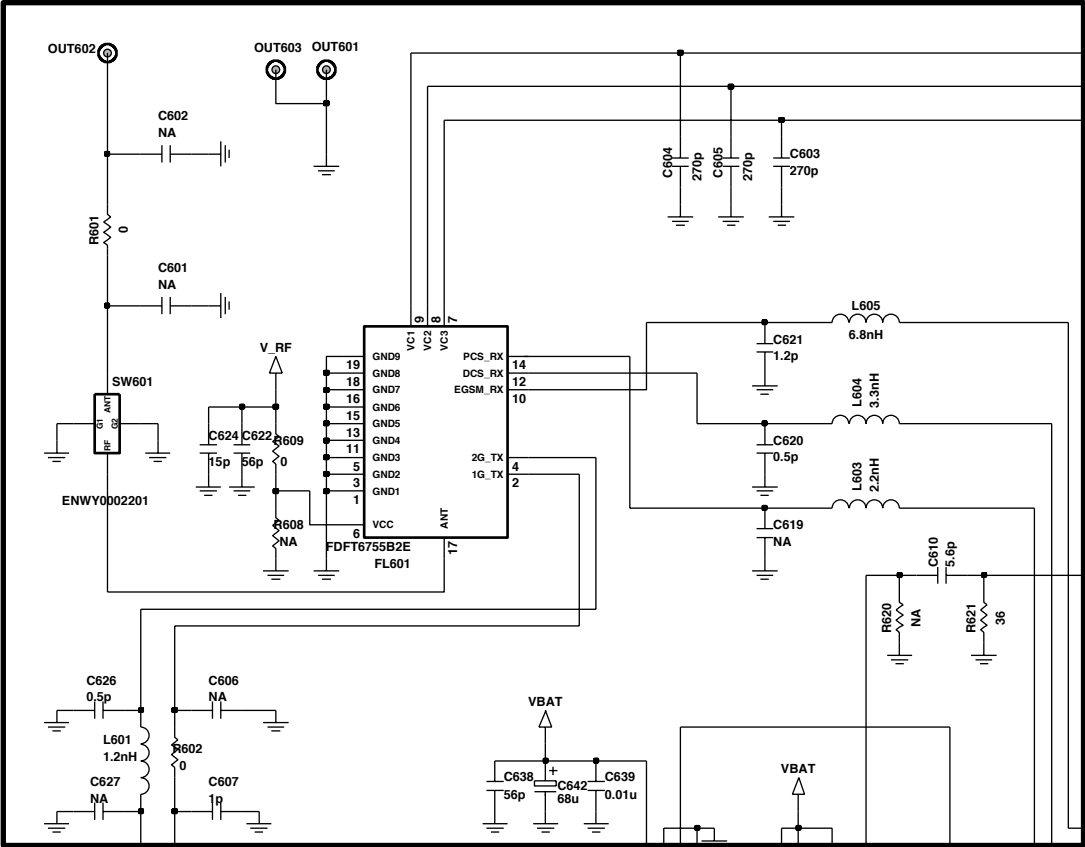 OUT602
OUT603
OUT601
C602
NA
R601
0
C601
NA
C604
270p
C605
270p
C603
270p
SW601
ANT
G1
G2
RF
ENWY0002201
V_RF
C624
15p
C622
56p
R609
0
R608
NA
VC1
9
VC2
8
VC3
7
GND9
19
GND8
18
GND7
16
GND6
15
GND5
13
GND4
11
GND3
5
GND2
3
GND1
1
VCC
6
PCS_RX
14
DCS_RX
12
EGSM_RX
10
2G_TX
4
1G_TX
2
ANT
17
FDFT6755B2E
FL601
L605
6.8nH
C621
1.2p
L604
3.3nH
C620
0.5p
L603
2.2nH
C619
NA
C610
5.6p
R620
NA
R621
36
C626
0.5p
C606
NA
L601
1.2nH
R602
0
C627
NA
C607
1p
VBAT
C638
56p
+
C642
68u
C639
0.01u
VBAT